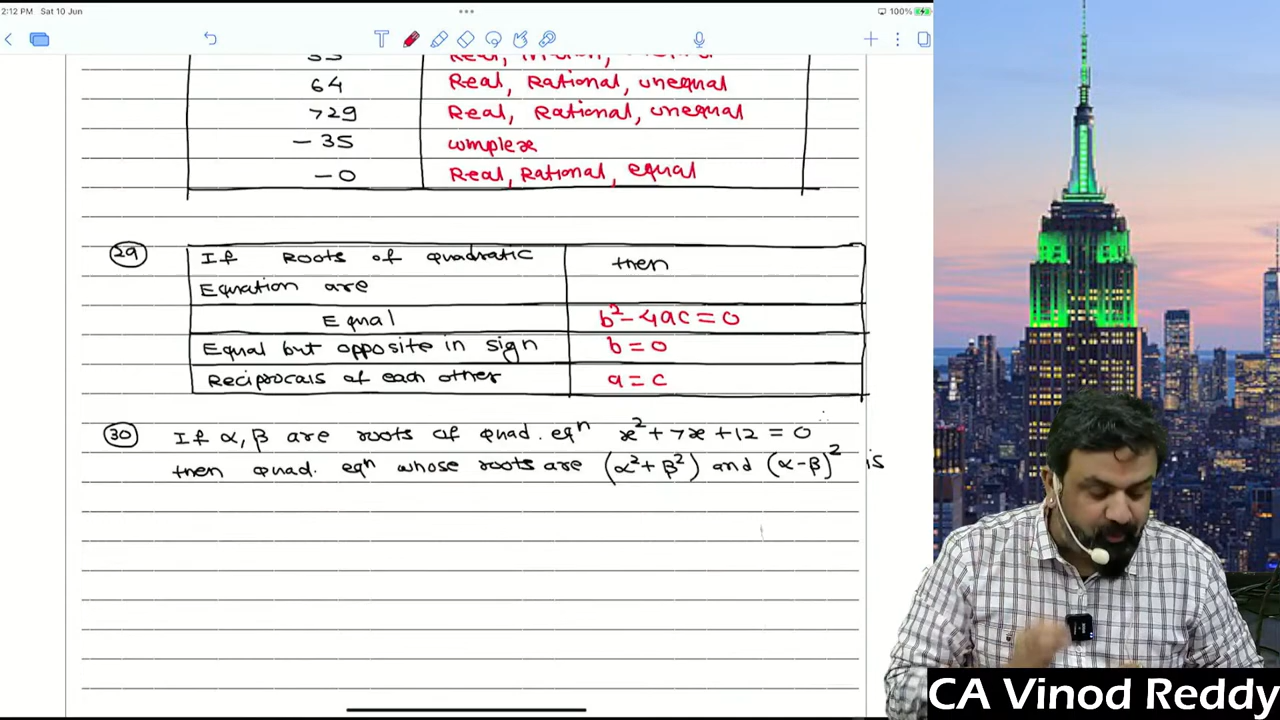 2:12 PM Sat 10 Jun
100%
T
64 Real, Rational, unequal
729 Real, Rational, unequal
- 35 complex
- 0 Real, Rational, equal
29 If Roots of quadratic then
Equation are
Equal b² - 4ac = 0
Equal but opposite in sign b = 0
Reciprocals of each other a = c
30 If α, β are roots of quad. eqⁿ x² + 7x + 12 = 0
then quad. eqⁿ whose roots are (α² + β²) and (α - β)² is
CA Vinod Reddy